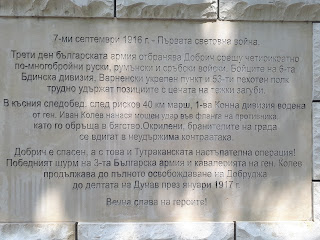 7-ми септември 1916 г. - Първата световна война.
Трети ден българската армия отбранява Добрич срещу четирикратно
по-многобройни руски, румънски и сръбски войски. Бойците на 6-та
Бдинска дивизия, Варненски укрепен пункт и 53-ти пехотен полк
трудно удържат позициите с цената на тежки загуби.
В късния следобед, след рисков 40 км марш, 1-ва Конна дивизия водена
от ген. Иван Колев нанася мощен удар във фланга на противника,
като го обръща в бягство. Окрилени, бранителите на града
се вдигат в неудържима контраатака.
Добрич е спасен, а с това и Тутраканската настъпателна операция!
Победният щурм на 3-та Българска армия и кавалерията на ген. Колев
продължава до пълното освобождаване на Добруджа
до делтата на Дунав през януари 1917 г.
Вечна слава на героите!